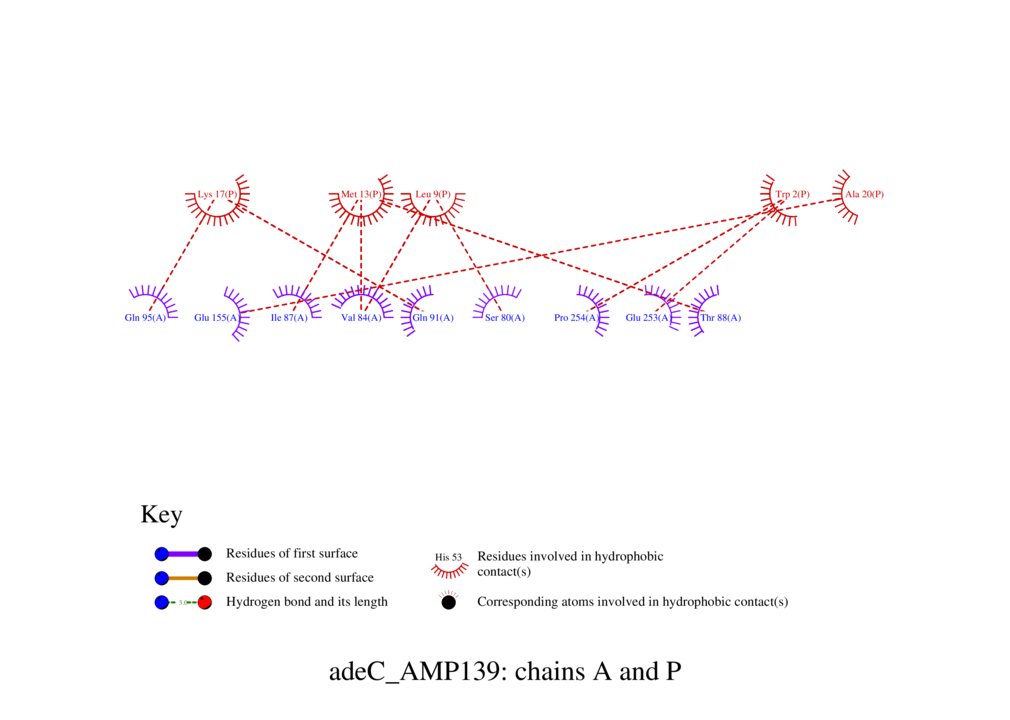 Lys 17(P) Met 13(P) Leu 9(P) Trp 2(P) Ala 20(P)
Gln 95(A) Glu 155(A) Ile 87(A) Val 84(A) Gln 91(A) Ser 80(A) Pro 254(A) Glu 253(A) Thr 88(A)
Key
Residues of first surface
Residues of second surface
3.0 Hydrogen bond and its length
His 53 Residues involved in hydrophobic
contact(s)
Corresponding atoms involved in hydrophobic contact(s)
adeC_AMP139: chains A and P